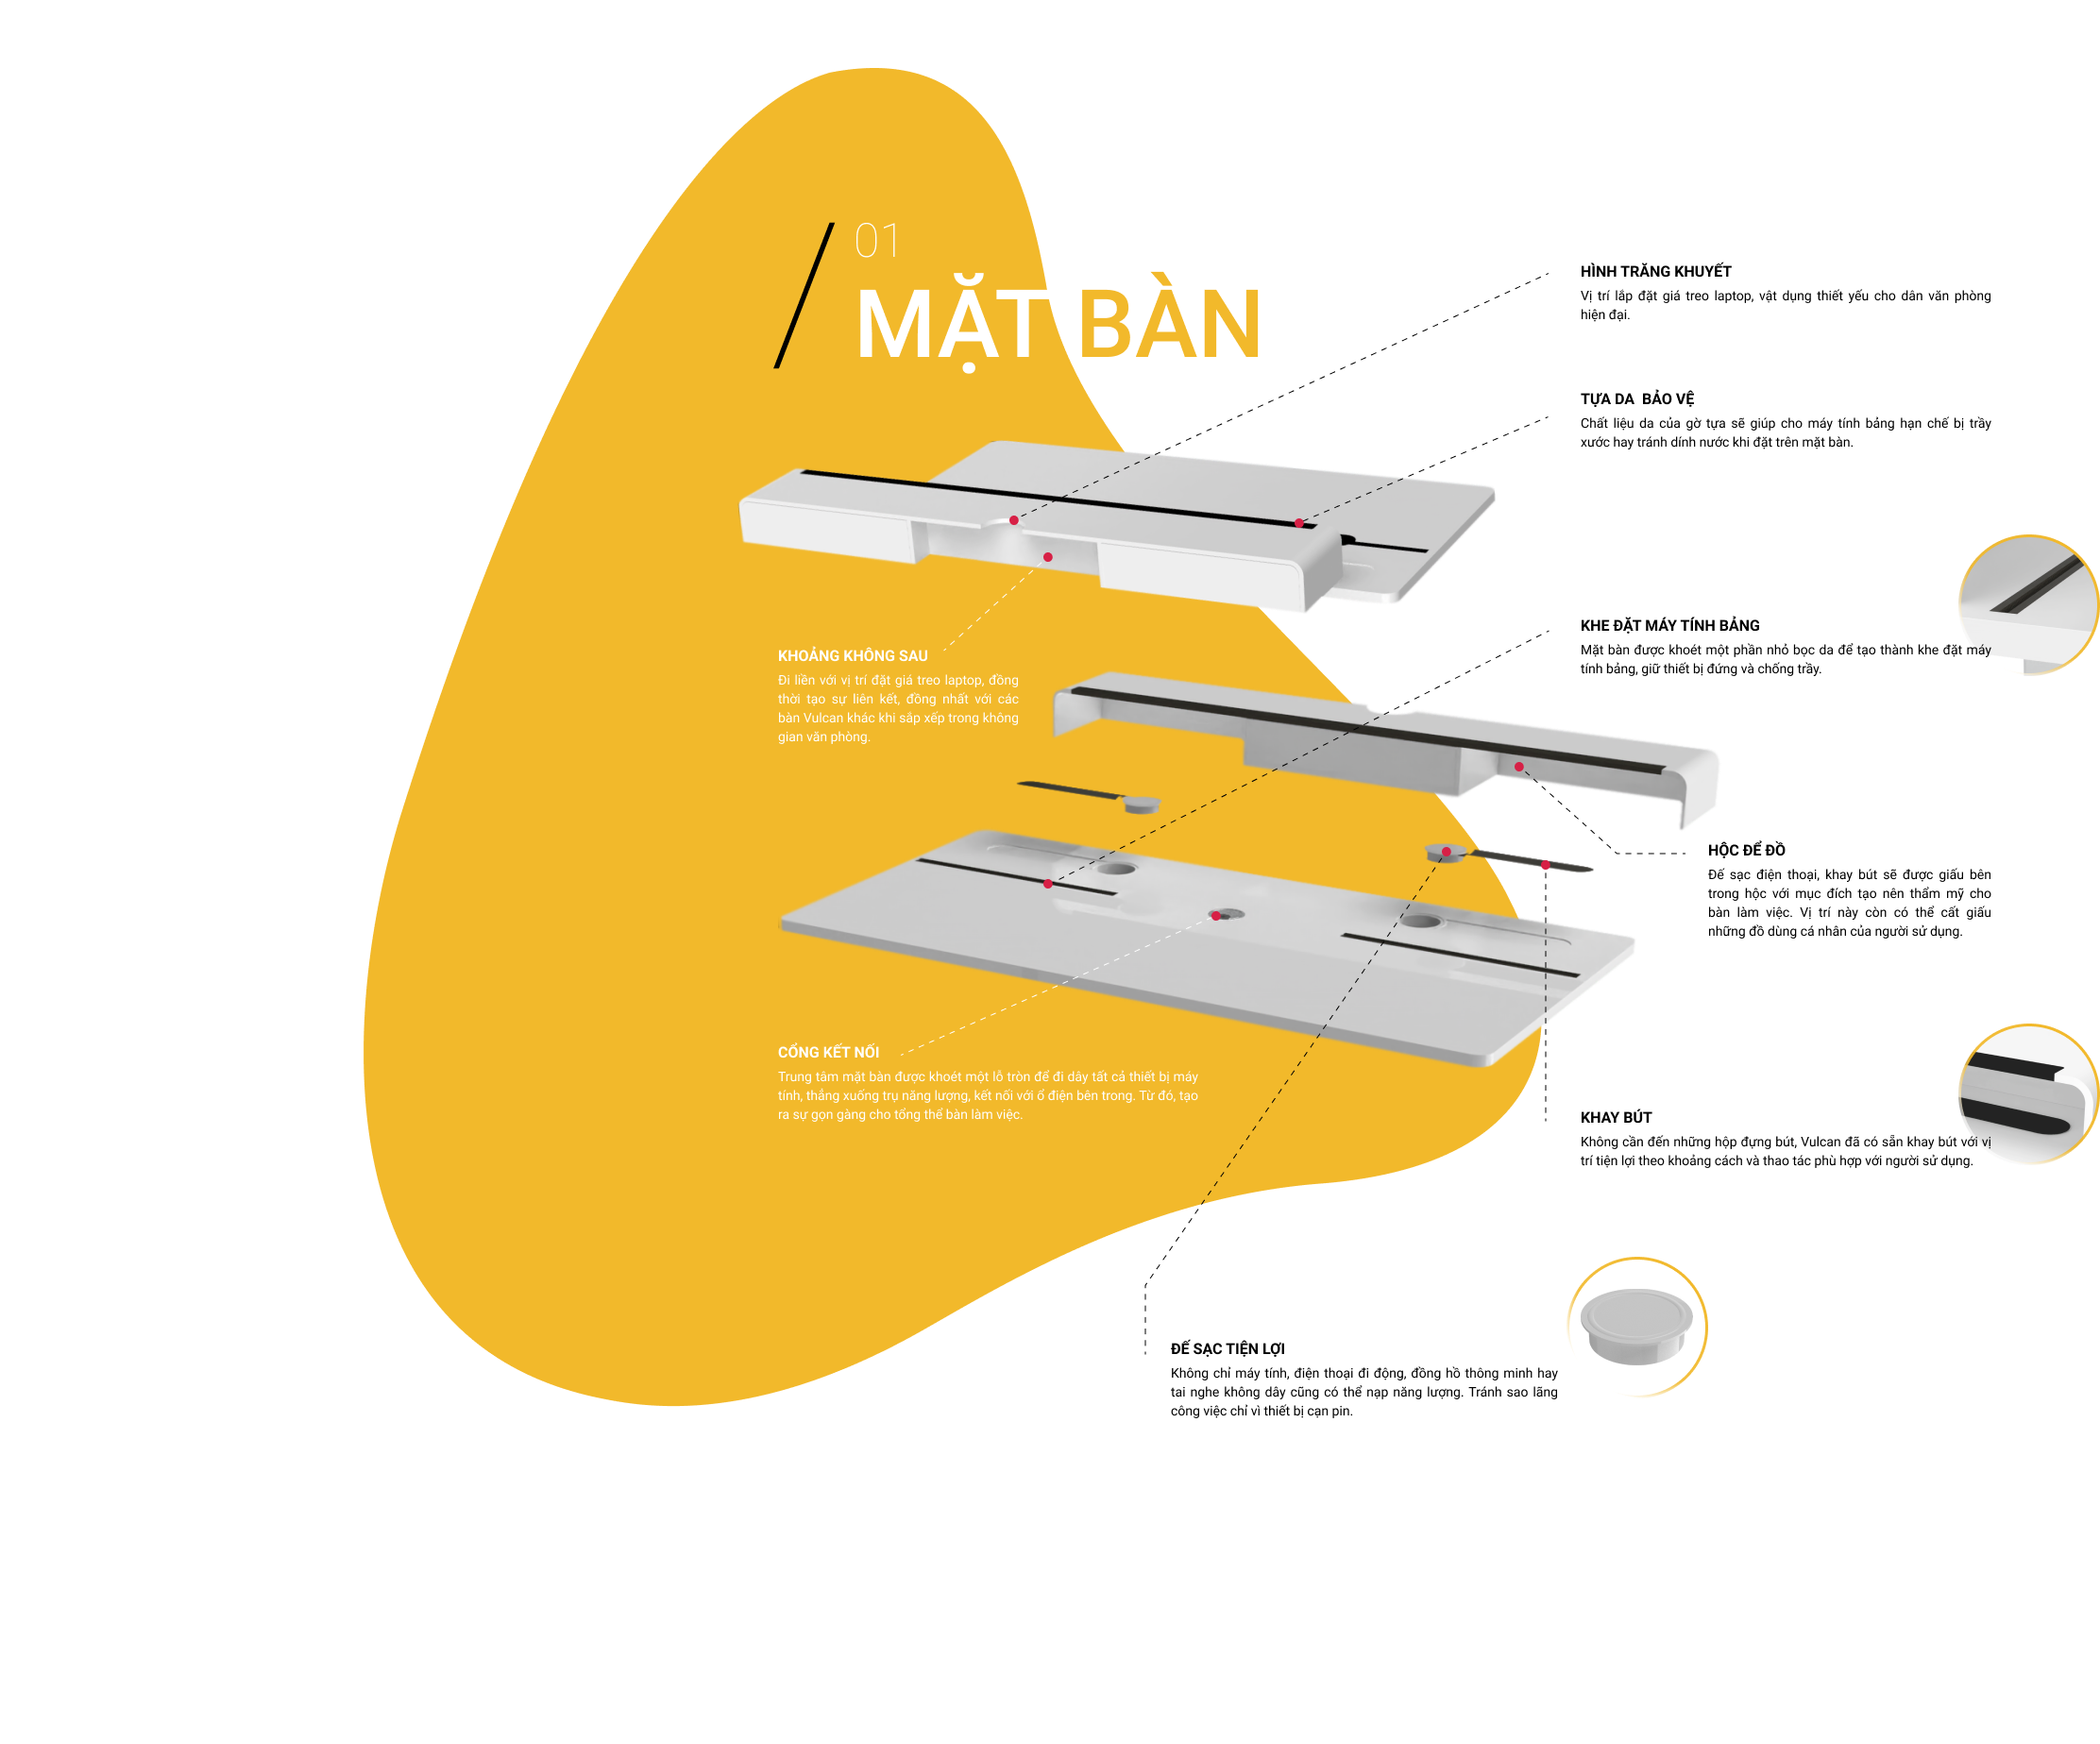 01
MẶT BÀN
HÌNH TRĂNG KHUYẾT
Vị trí lắp đặt giá treo laptop, vật dụng thiết yếu cho dân văn phòng
hiện đại.
TỰA DA BẢO VỆ
Chất liệu da của gờ tựa sẽ giúp cho máy tính bảng hạn chế bị trầy
xước hay tránh dính nước khi đặt trên mặt bàn.
KHE ĐẶT MÁY TÍNH BẢNG
Mặt bàn được khoét một phần nhỏ bọc da để tạo thành khe đặt máy
tính bảng, giữ thiết bị đứng và chống trầy.
KHOẢNG KHÔNG SAU
Đi liền với vị trí đặt giá treo laptop, đồng
thời tạo sự liên kết, đồng nhất với các
bàn Vulcan khác khi sắp xếp trong không
gian văn phòng.
HỘC ĐỂ ĐỒ
Đế sạc điện thoại, khay bút sẽ được giấu bên
trong hộc với mục đích tạo nên thẩm mỹ cho
bàn làm việc. Vị trí này còn có thể cất giấu
những đồ dùng cá nhân của người sử dụng.
CỔNG KẾT NỐI
Trung tâm mặt bàn được khoét một lỗ tròn để đi dây tất cả thiết bị máy
tính, thẳng xuống trụ năng lượng, kết nối với ổ điện bên trong. Từ đó, tạo
ra sự gọn gàng cho tổng thể bàn làm việc.
KHAY BÚT
Không cần đến những hộp đựng bút, Vulcan đã có sẵn khay bút với vị
trí tiện lợi theo khoảng cách và thao tác phù hợp với người sử dụng.
ĐẾ SẠC TIỆN LỢI
Không chỉ máy tính, điện thoại đi động, đồng hồ thông minh hay
tai nghe không dây cũng có thể nạp năng lượng. Tránh sao lãng
công việc chỉ vì thiết bị cạn pin.